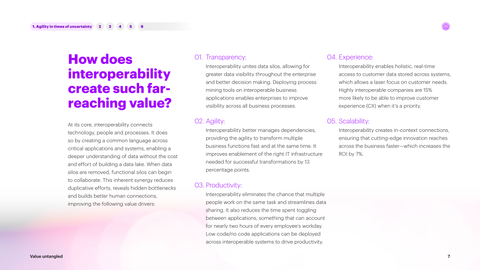 1. Agility in times of uncertainty 2 3 4 5 6
How does
interoperability
create such far-
reaching value?
At its core, interoperability connects
technology, people and processes. It does
so by creating a common language across
critical applications and systems, enabling a
deeper understanding of data without the cost
and effort of building a data lake. When data
silos are removed, functional silos can begin
to collaborate. This inherent synergy reduces
duplicative efforts, reveals hidden bottlenecks
and builds better human connections,
improving the following value drivers:
01. Transparency:
Interoperability unites data silos, allowing for
greater data visibility throughout the enterprise
and better decision making. Deploying process
mining tools on interoperable business
applications enables enterprises to improve
visibility across all business processes.
02. Agility:
Interoperability better manages dependencies,
providing the agility to transform multiple
business functions fast and at the same time. It
improves enablement of the right IT infrastructure
needed for successful transformations by 13
percentage points.
03. Productivity:
Interoperability eliminates the chance that multiple
people work on the same task and streamlines data
sharing. It also reduces the time spent toggling
between applications, something that can account
for nearly two hours of every employee's workday.
Low code/no code applications can be deployed
across interoperable systems to drive productivity.
04. Experience:
Interoperability enables holistic, real-time
access to customer data stored across systems,
which allows a laser focus on customer needs.
Highly interoperable companies are 15%
more likely to be able to improve customer
experience (CX) when it's a priority.
05. Scalability:
Interoperability creates in-context connections,
ensuring that cutting-edge innovation reaches
across the business faster—which increases the
ROI by 7%.
Value untangled
7